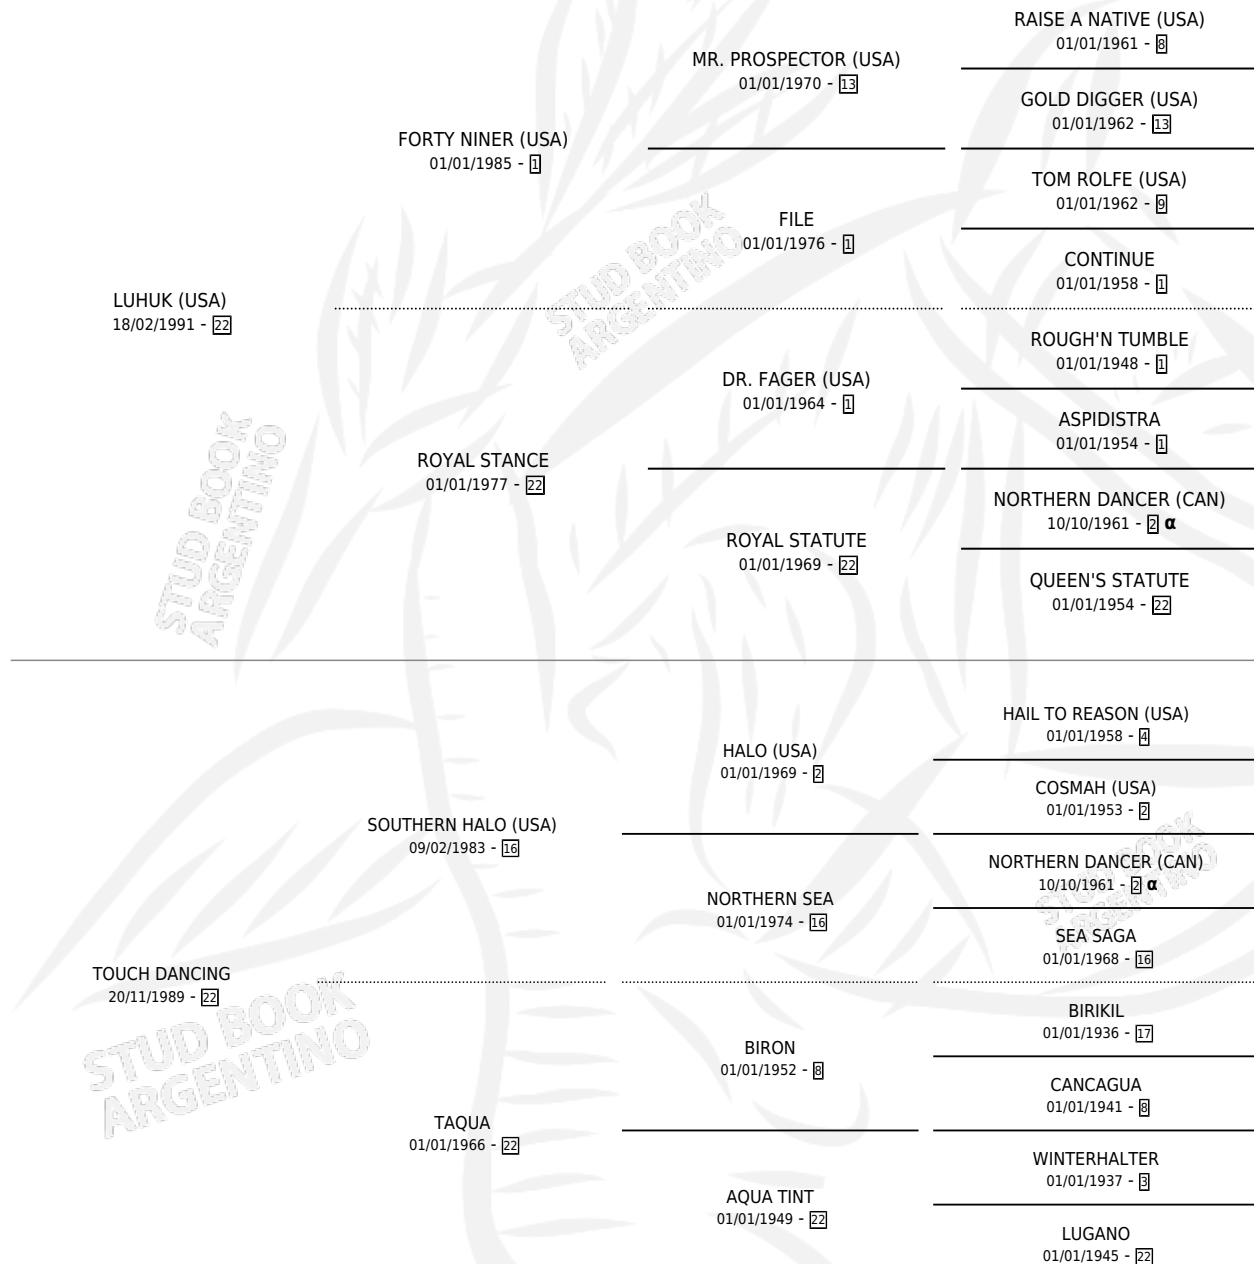 RAISE A NATIVE (USA)
01/01/1961 - 8
MR. PROSPECTOR (USA)
01/01/1970 - 13
GOLD DIGGER (USA)
01/01/1962 - 13
FORTY NINER (USA)
01/01/1985 - 1
TOM ROLFE (USA)
01/01/1962 - 9
FILE
01/01/1976 - 1
CONTINUE
01/01/1958 - 1
LUHUK (USA)
18/02/1991 - 22
ROUGH'N TUMBLE
01/01/1948 - 1
DR. FAGER (USA)
01/01/1964 - 1
ASPIDISTRA
01/01/1954 - 1
ROYAL STANCE
01/01/1977 - 22
NORTHERN DANCER (CAN)
10/10/1961 - 2 α
ROYAL STATUTE
01/01/1969 - 22
QUEEN'S STATUTE
01/01/1954 - 22
HAIL TO REASON (USA)
01/01/1958 - 4
HALO (USA)
01/01/1969 - 2
COSMAH (USA)
01/01/1953 - 2
SOUTHERN HALO (USA)
09/02/1983 - 16
NORTHERN DANCER (CAN)
10/10/1961 - 2 α
NORTHERN SEA
01/01/1974 - 16
SEA SAGA
01/01/1968 - 16
TOUCH DANCING
20/11/1989 - 22
BIRIKIL
01/01/1936 - 17
BIRON
01/01/1952 - 8
CANCAGUA
01/01/1941 - 8
TAQUA
01/01/1966 - 22
WINTERHALTER
01/01/1937 - 3
AQUA TINT
01/01/1949 - 22
LUGANO
01/01/1945 - 22
STUD BOOK
ARGENTINO
STUD BOOK
ARGENTINO
STUD BOOK
ARGENTINO
STUD BOOK
ARGENTINO